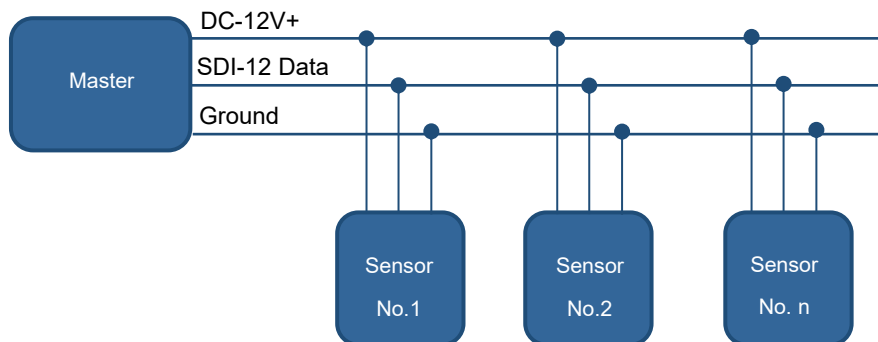 DC-12V+
SDI-12 Data
Master
Ground
Sensor
No.1
Sensor
No.2
Sensor
No. n